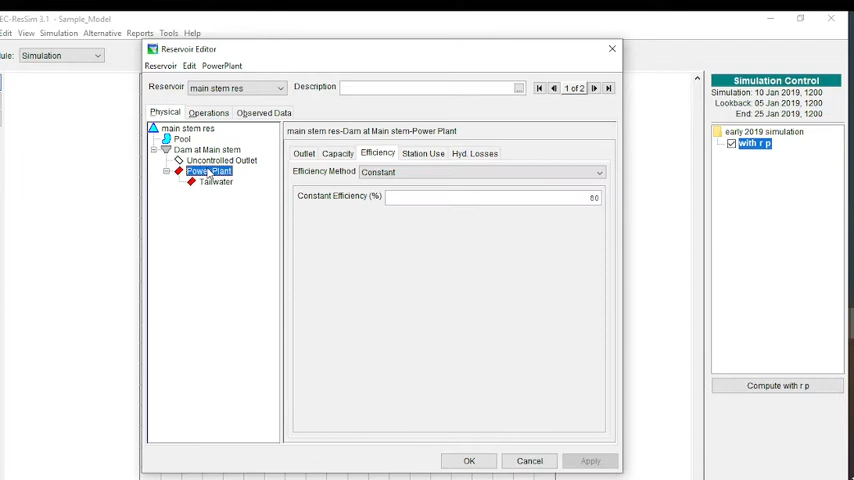 EC-ResSim 3.1 - Sample_Model
Edit View Simulation Alternative Reports Tools Help
ule: Simulation
Reservoir Editor
Reservoir Edit PowerPlant
Reservoir main stem res Description 1 of 2
Physical Operations Observed Data
main stem res
Pool
Dam at Main stem
Uncontrolled Outlet
Power Plant
Tailwater
main stem res-Dam at Main stem-Power Plant
Outlet Capacity Efficiency Station Use Hyd. Losses
Efficiency Method Constant
Constant Efficiency (%) 80
OK Cancel Apply
Simulation Control
Simulation: 10 Jan 2019, 1200
Lookback: 05 Jan 2019, 1200
End: 25 Jan 2019, 1200
early 2019 simulation
with r p
Compute with r p